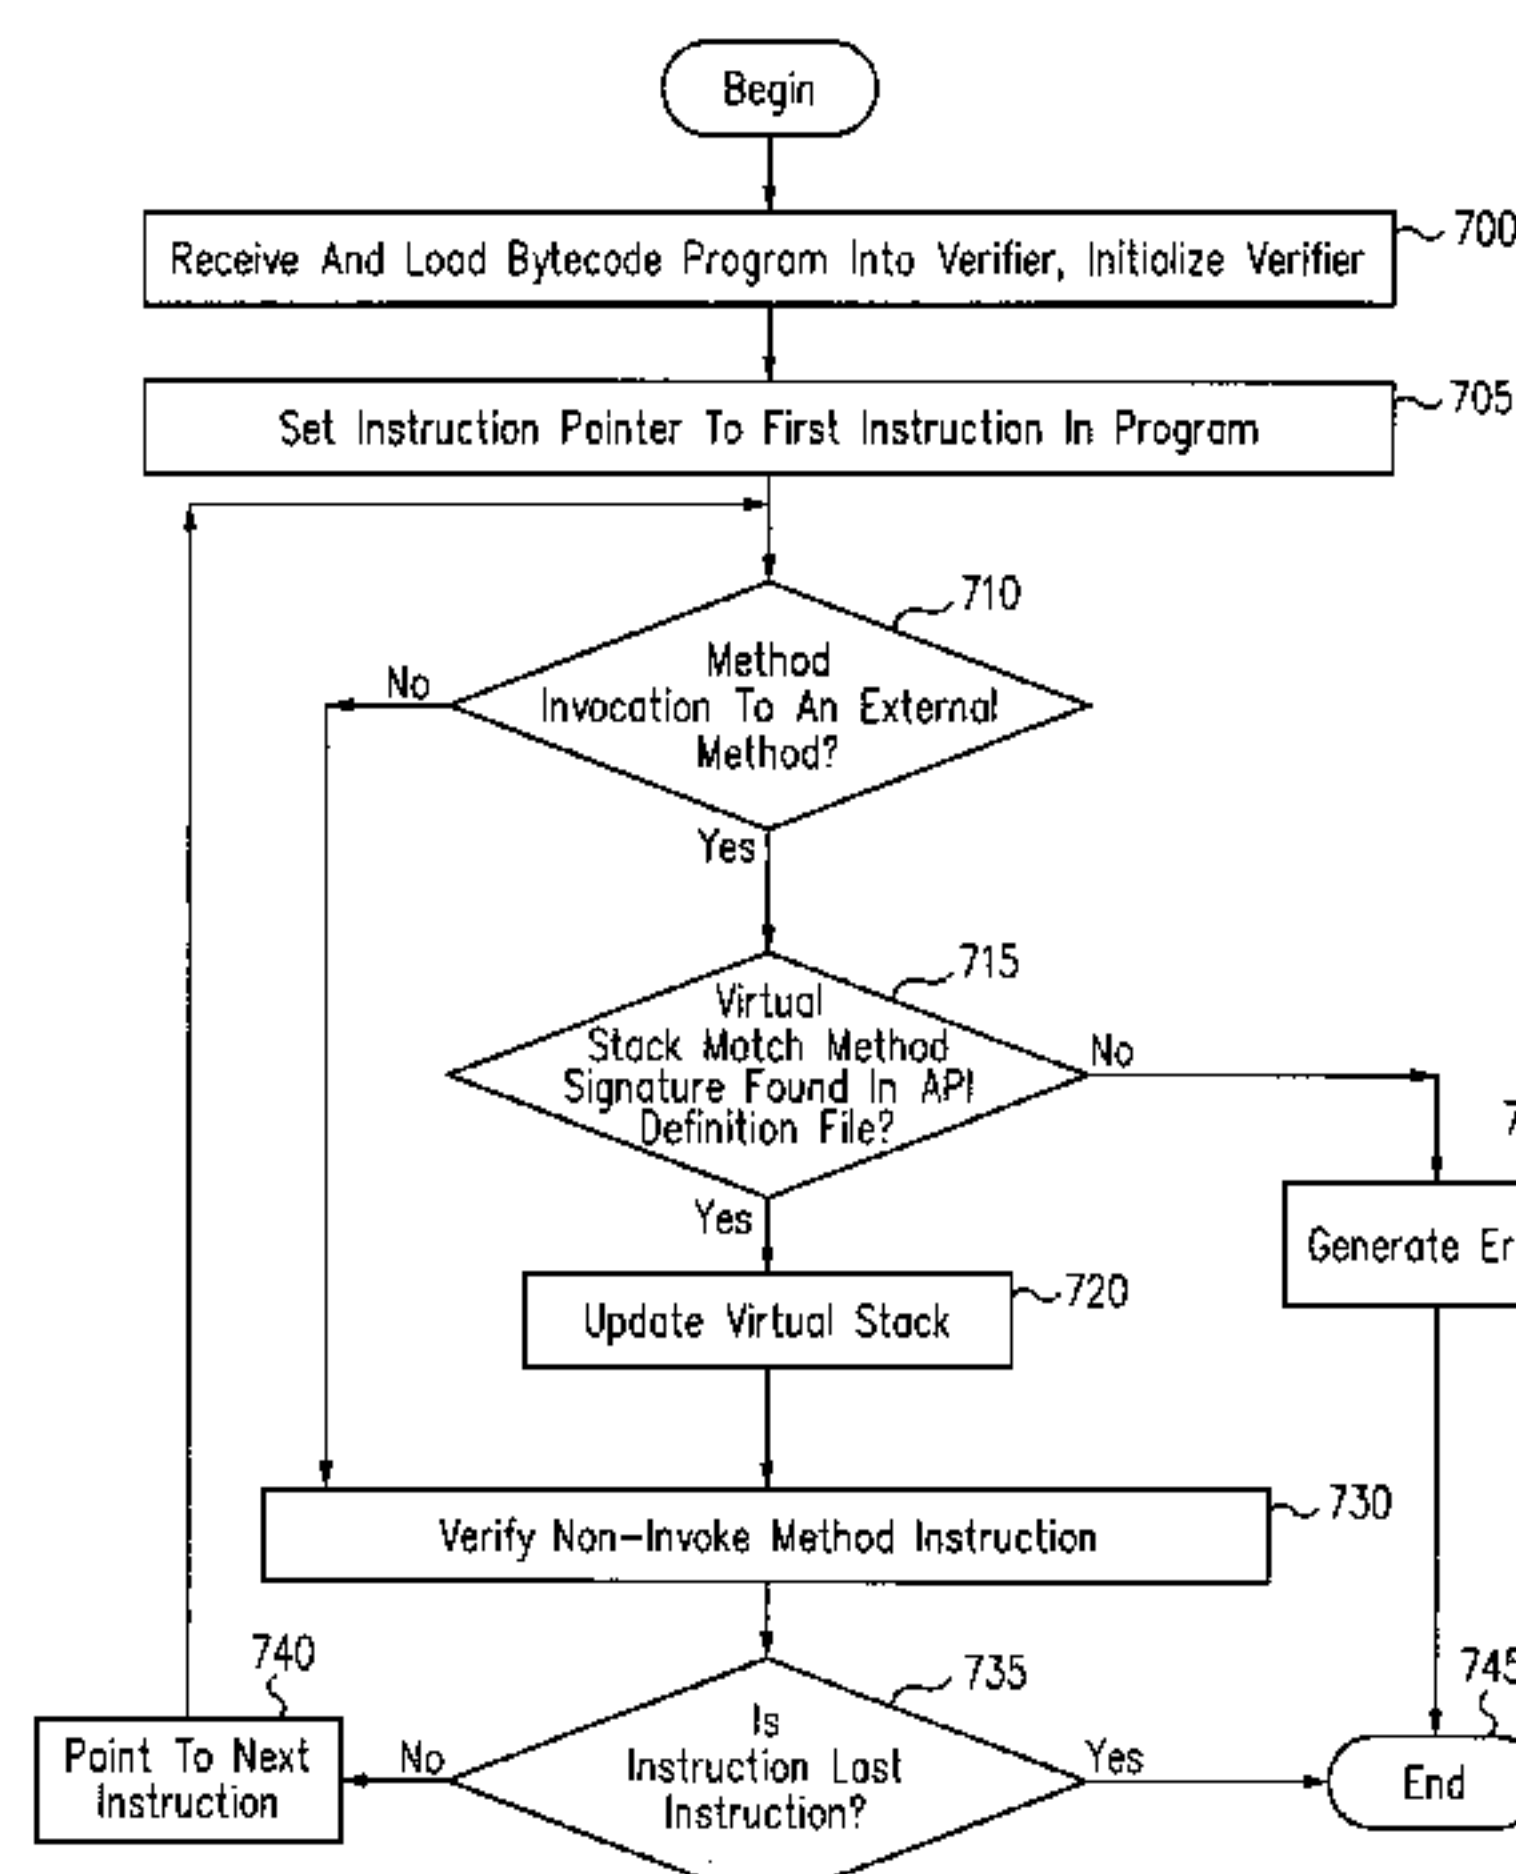 Begin
700
Receive And Load Bytecode Program Into Verifier, Initialize Verifier
705
Set Instruction Pointer To First Instruction In Program
710
Method
Invocation To An External
Method?
No
Yes
715
Virtual
Stack Match Method
Signature Found In API
Definition File?
No
Yes
720
Update Virtual Stack
Generate
730
Verify Non-Invoke Method Instruction
740
Point To Next
Instruction
No
735
Is
Instruction Last
Instruction?
Yes
745
End